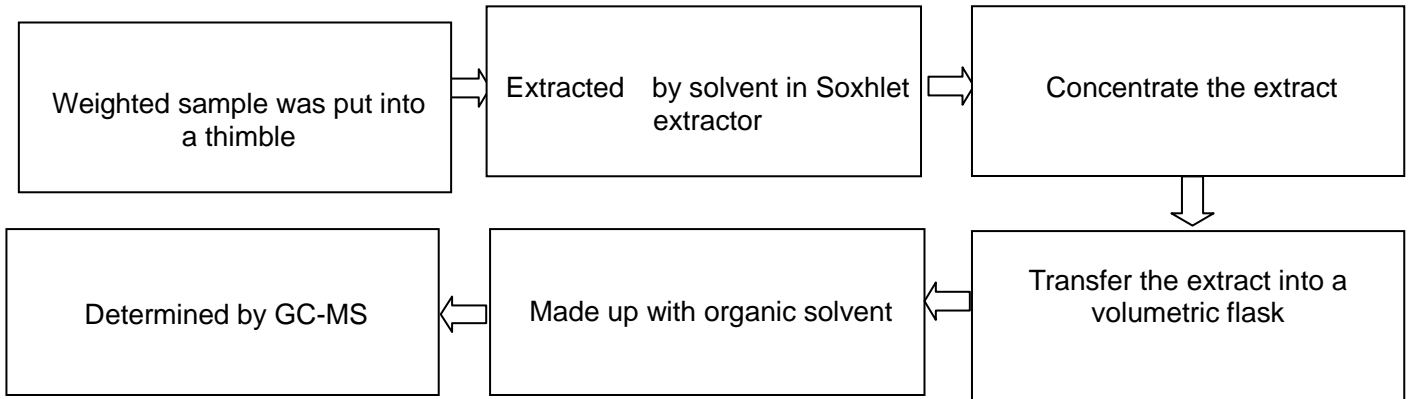 Weighted sample was put into
a thimble
Extracted by solvent in Soxhlet
extractor
Concentrate the extract
Transfer the extract into a
volumetric flask
Made up with organic solvent
Determined by GC-MS